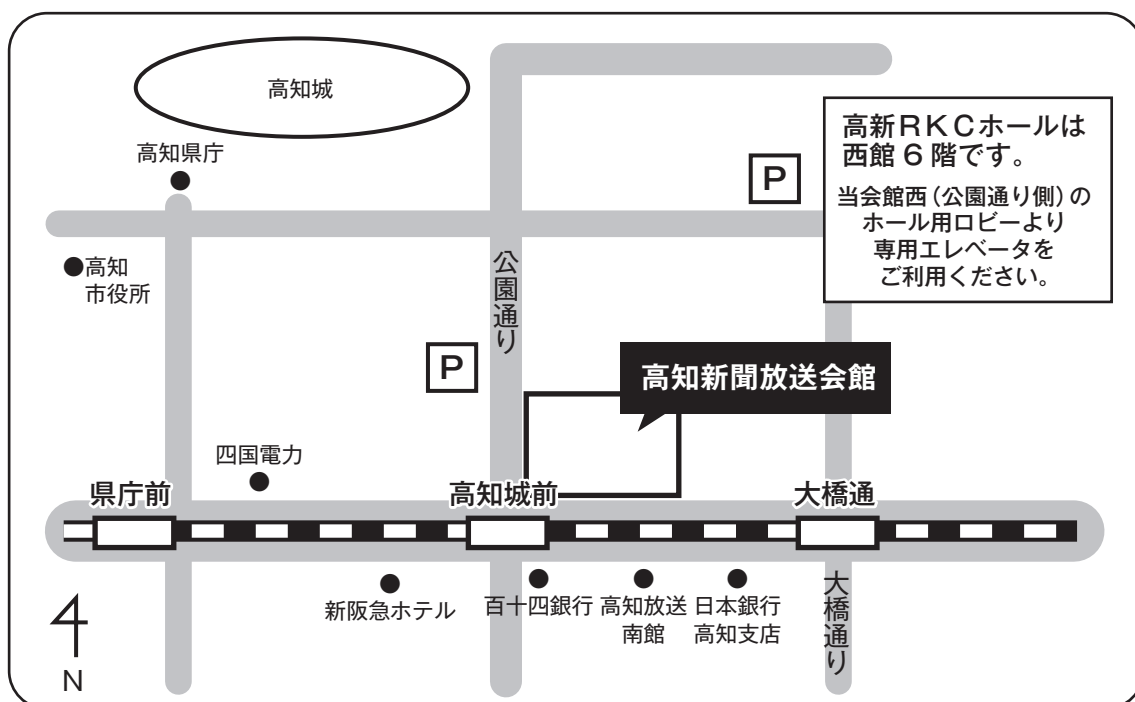 高知城
高知県庁
高新RKCホールは
西館6階です。
当会館西(公園通り側)の
ホール用ロビーより
専用エレベータを
ご利用ください。
P
高知
市役所
公園通り
P
高知新聞放送会館
四国電力
県庁前
高知城前
大橋通
新阪急ホテル
百十四銀行
高知放送
南館
日本銀行
高知支店
大橋通り
N